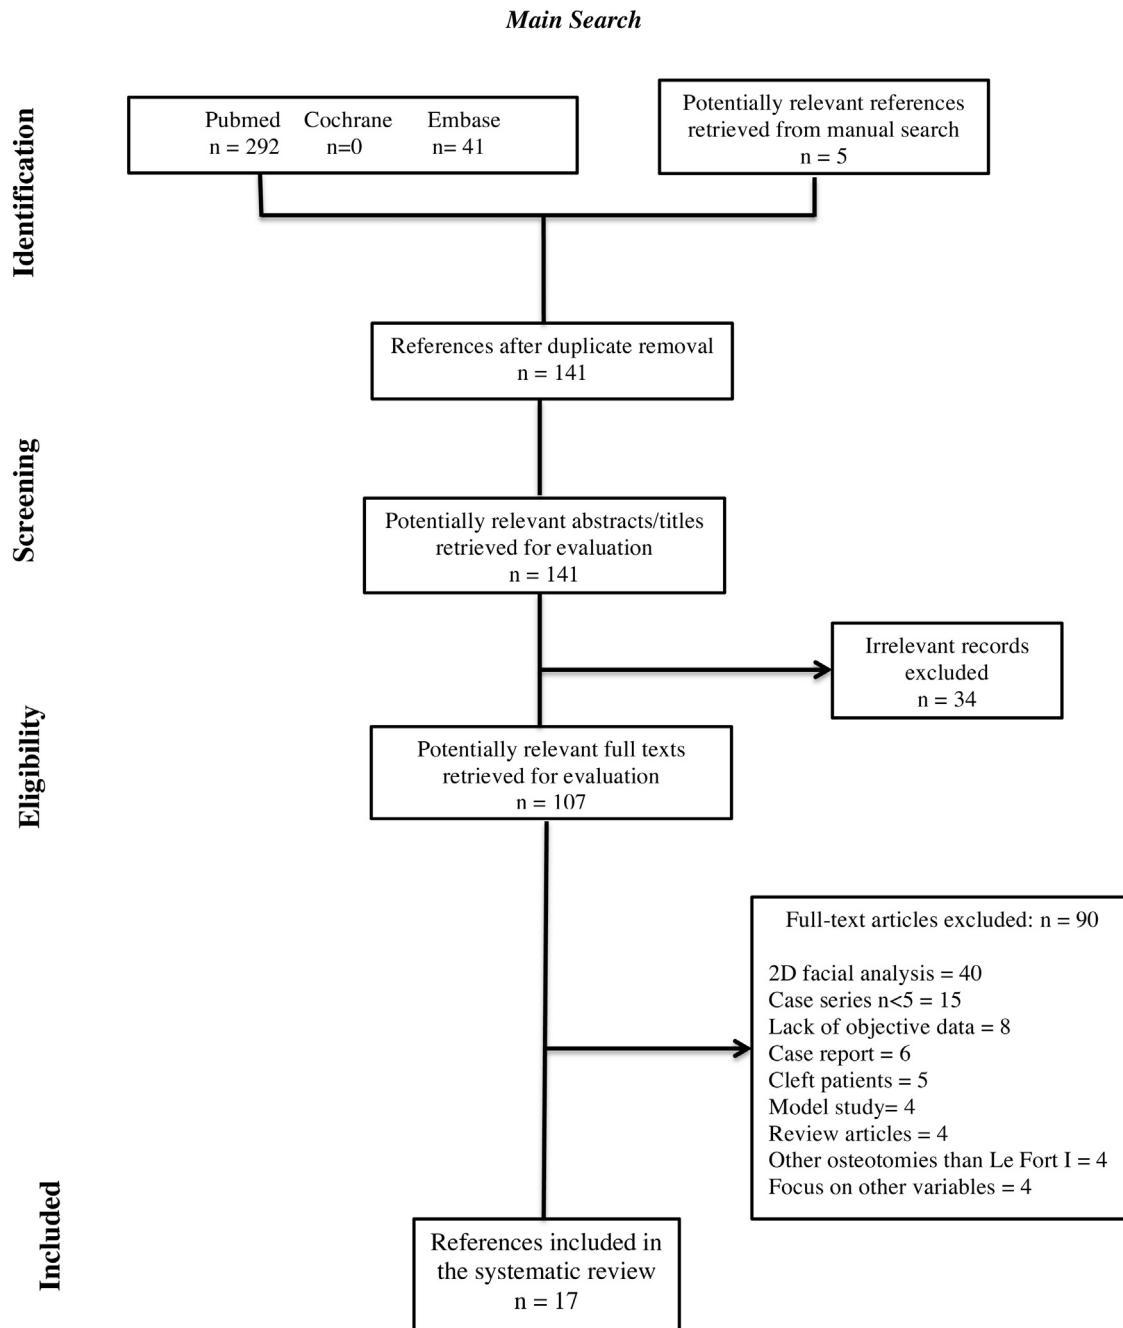 Main Search
Identification
Pubmed Cochrane Embase
n = 292 n=0 n= 41
Potentially relevant references
retrieved from manual search
n = 5
References after duplicate removal
n = 141
Screening
Potentially relevant abstracts/titles
retrieved for evaluation
n = 141
Irrelevant records
excluded
n = 34
Eligibility
Potentially relevant full texts
retrieved for evaluation
n = 107
Full-text articles excluded: n = 90
2D facial analysis = 40
Case series n<5 = 15
Lack of objective data = 8
Case report = 6
Cleft patients = 5
Model study= 4
Review articles = 4
Other osteotomies than Le Fort I = 4
Focus on other variables = 4
Included
References included in
the systematic review
n = 17